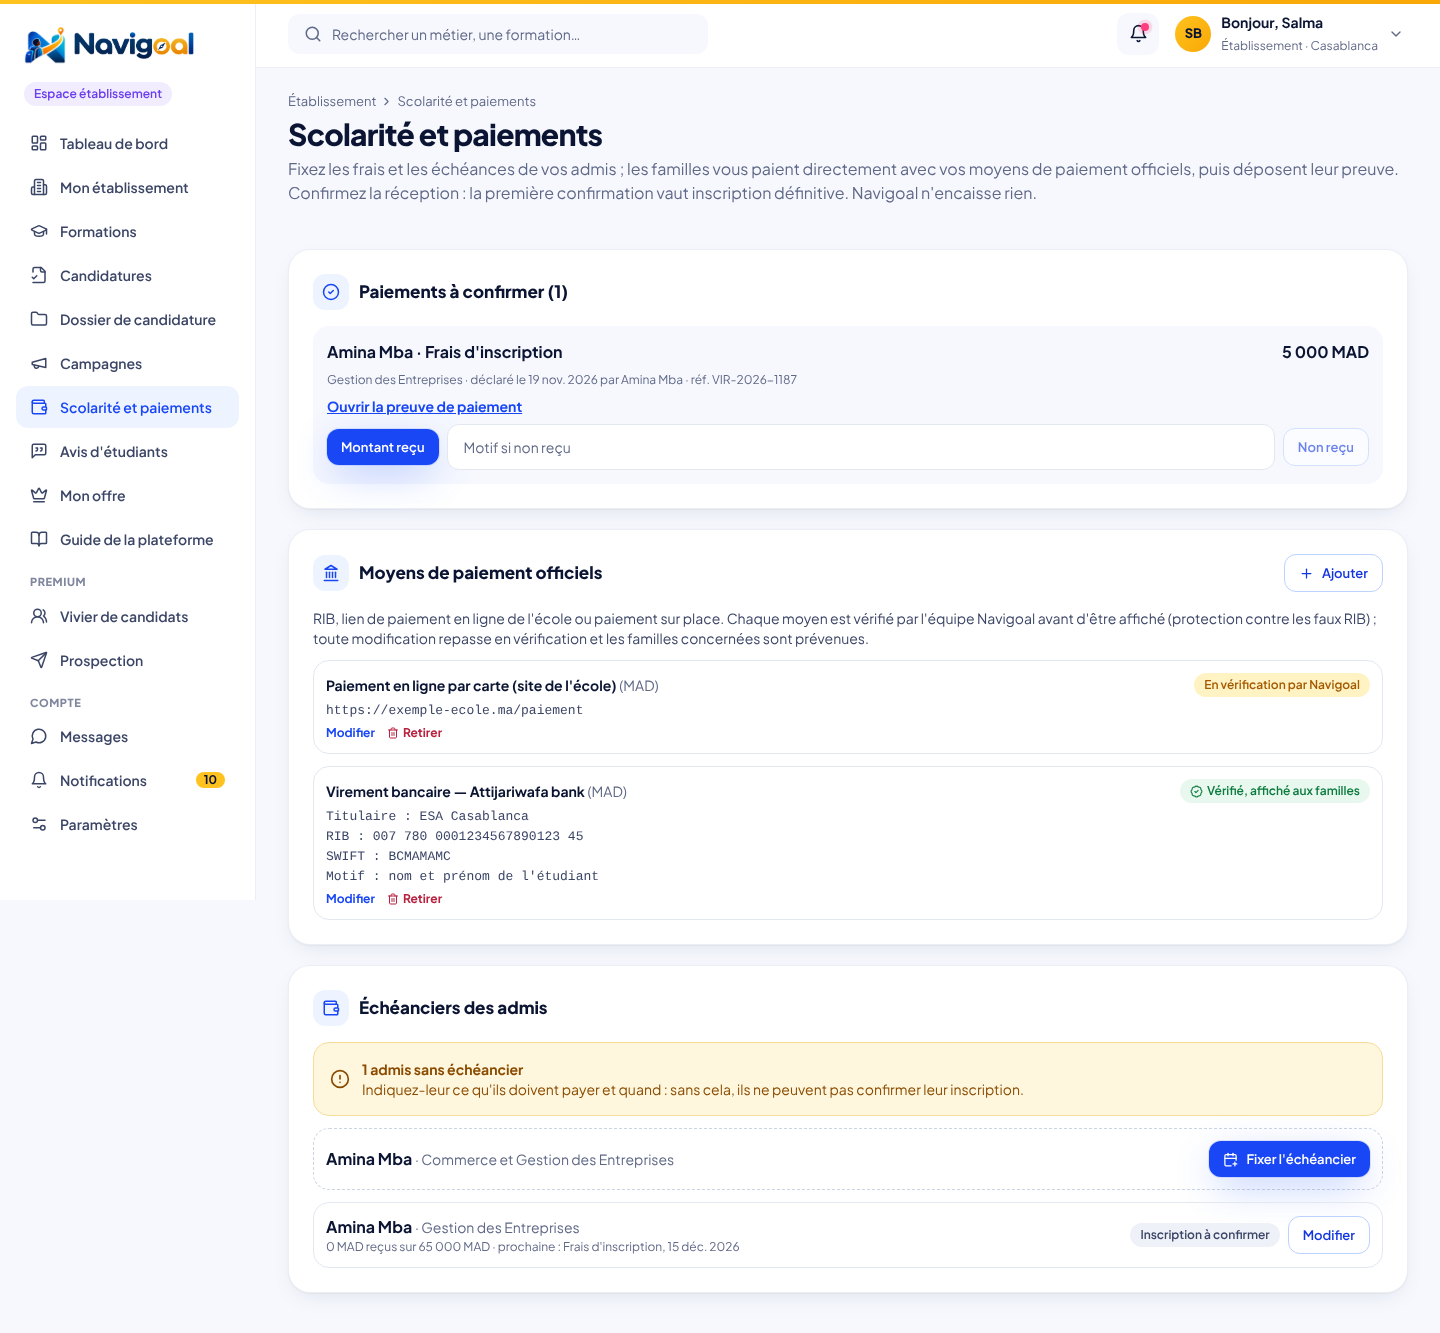 Navigoal
Espace établissement
Tableau de bord
Mon établissement
Formations
Candidatures
Dossier de candidature
Campagnes
Scolarité et paiements
Avis d'étudiants
Mon offre
Guide de la plateforme
PREMIUM
Vivier de candidats
Prospection
COMPTE
Messages
Notifications 10
Paramètres
Rechercher un métier, une formation…
SB
Bonjour, Salma
Établissement · Casablanca
Établissement > Scolarité et paiements
Scolarité et paiements
Fixez les frais et les échéances de vos admis ; les familles vous paient directement avec vos moyens de paiement officiels, puis déposent leur preuve.
Confirmez la réception : la première confirmation vaut inscription définitive. Navigoal n'encaisse rien.
Paiements à confirmer (1)
Amina Mba · Frais d'inscription 5 000 MAD
Gestion des Entreprises · déclaré le 19 nov. 2026 par Amina Mba · réf. VIR-2026-1187
Ouvrir la preuve de paiement
Montant reçu Motif si non reçu Non reçu
Moyens de paiement officiels + Ajouter
RIB, lien de paiement en ligne de l'école ou paiement sur place. Chaque moyen est vérifié par l'équipe Navigoal avant d'être affiché (protection contre les faux RIB) ;
toute modification repasse en vérification et les familles concernées sont prévenues.
Paiement en ligne par carte (site de l'école) (MAD) En vérification par Navigoal
https://exemple-ecole.ma/paiement
Modifier Retirer
Virement bancaire — Attijariwafa bank (MAD) Vérifié, affiché aux familles
Titulaire : ESA Casablanca
RIB : 007 780 0001234567890123 45
SWIFT : BCMAMAMC
Motif : nom et prénom de l'étudiant
Modifier Retirer
Échéanciers des admis
1 admis sans échéancier
Indiquez-leur ce qu'ils doivent payer et quand : sans cela, ils ne peuvent pas confirmer leur inscription.
Amina Mba · Commerce et Gestion des Entreprises Fixer l'échéancier
Amina Mba · Gestion des Entreprises
0 MAD reçus sur 65 000 MAD · prochaine : Frais d'inscription, 15 déc. 2026
Inscription à confirmer Modifier